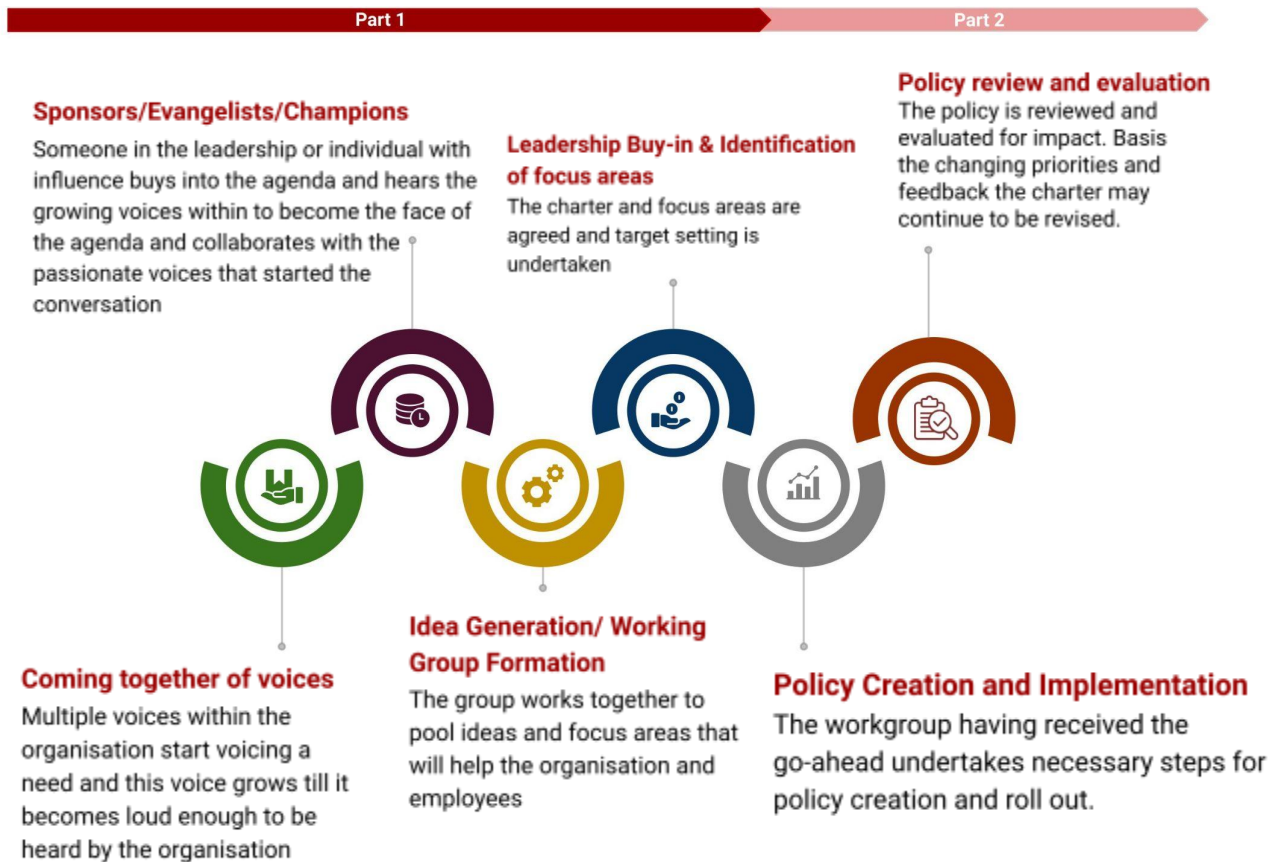 Part 1
Part 2
Sponsors/Evangelists/Champions
Someone in the leadership or individual with
influence buys into the agenda and hears the
growing voices within to become the face of
the agenda and collaborates with the
passionate voices that started the
conversation
Leadership Buy-in & Identification
of focus areas
The charter and focus areas are
agreed and target setting is
undertaken
Policy review and evaluation
The policy is reviewed and
evaluated for impact. Basis
the changing priorities and
feedback the charter may
continue to be revised.
Coming together of voices
Multiple voices within the
organisation start voicing a
need and this voice grows till it
becomes loud enough to be
heard by the organisation
Idea Generation/ Working
Group Formation
The group works together to
pool ideas and focus areas that
will help the organisation and
employees
Policy Creation and Implementation
The workgroup having received the
go-ahead undertakes necessary steps for
policy creation and roll out.